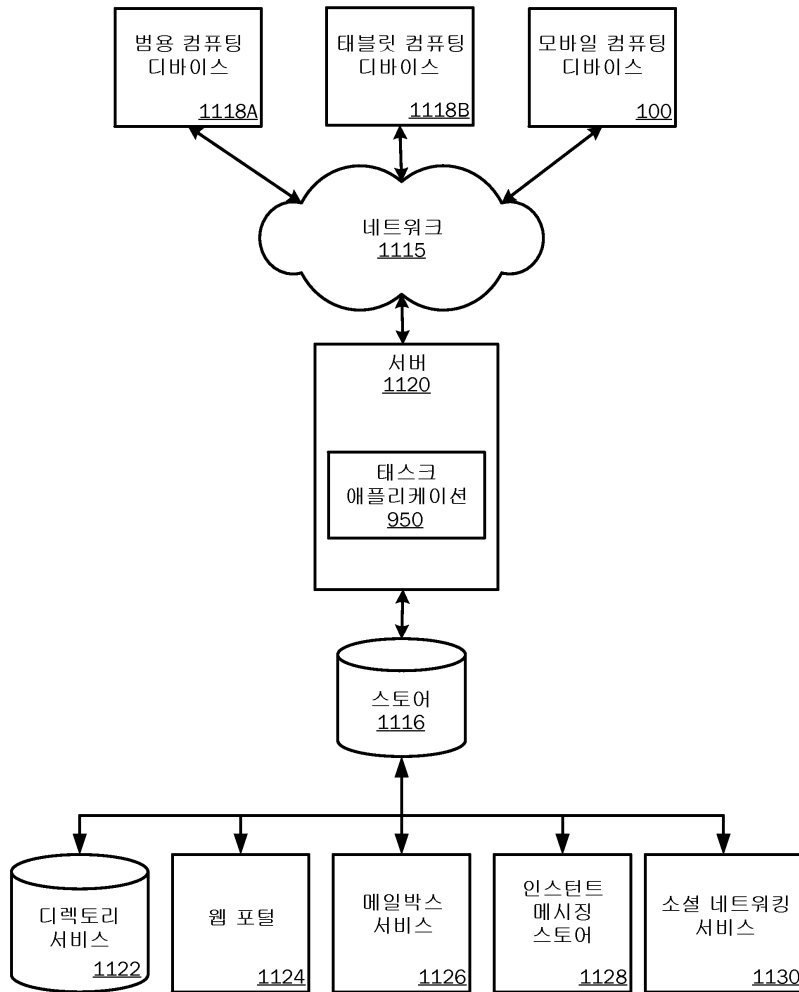 범용 컴퓨팅
디바이스
1118A
태블릿 컴퓨팅
디바이스
1118B
모바일 컴퓨팅
디바이스
100
네트워크
1115
서버
1120
태스크
애플리케이션
950
스토어
1116
디렉토리
서비스
1122
웹 포털
1124
메일박스
서비스
1126
인스턴트
메시징
스토어
1128
소셜 네트워킹
서비스
1130